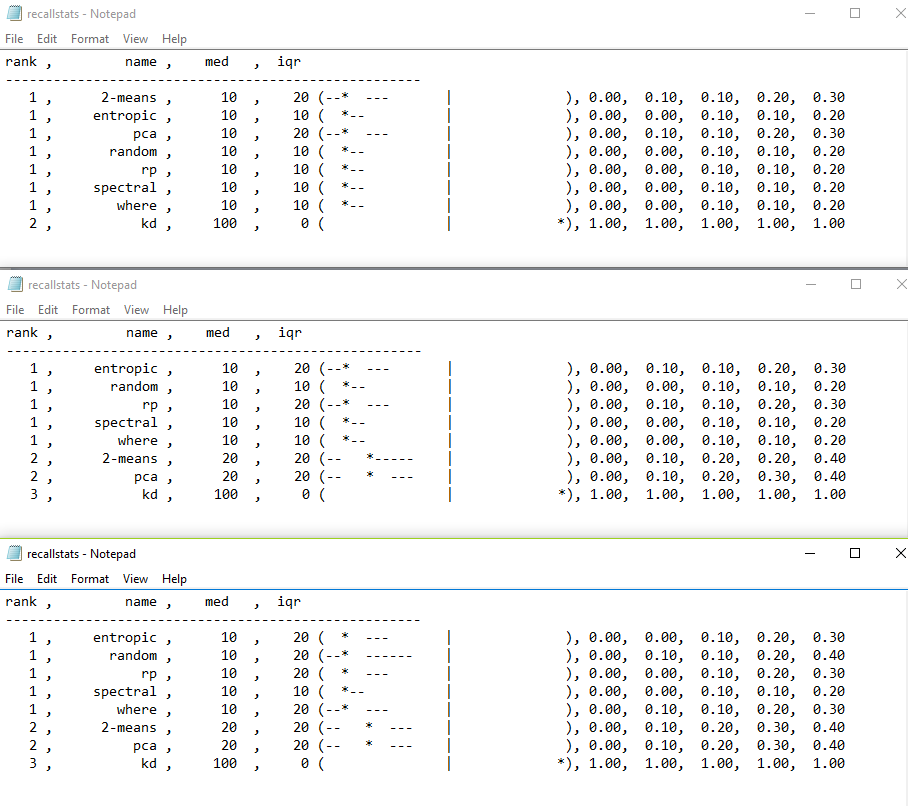 recallstats - Notepad
File Edit Format View Help
rank ,         name ,    med   ,  iqr
----------------------------------------------------
   1 ,      2-means ,      10  ,    20 (--*  ---       |              ), 0.00,  0.10,  0.10,  0.20,  0.30
   1 ,     entropic ,      10  ,    10 (  *--          |              ), 0.00,  0.00,  0.10,  0.10,  0.20
   1 ,          pca ,      10  ,    20 (--*  ---       |              ), 0.00,  0.10,  0.10,  0.20,  0.30
   1 ,       random ,      10  ,    10 (  *--          |              ), 0.00,  0.00,  0.10,  0.10,  0.20
   1 ,           rp ,      10  ,    10 (  *--          |              ), 0.00,  0.00,  0.10,  0.10,  0.20
   1 ,     spectral ,      10  ,    10 (  *--          |              ), 0.00,  0.00,  0.10,  0.10,  0.20
   1 ,        where ,      10  ,    10 (  *--          |              ), 0.00,  0.00,  0.10,  0.10,  0.20
   2 ,           kd ,     100  ,     0 (               |             *), 1.00,  1.00,  1.00,  1.00,  1.00
recallstats - Notepad
File Edit Format View Help
rank ,         name ,    med   ,  iqr
----------------------------------------------------
   1 ,     entropic ,      10  ,    20 (--*  ---       |              ), 0.00,  0.10,  0.10,  0.20,  0.30
   1 ,       random ,      10  ,    10 (  *--          |              ), 0.00,  0.00,  0.10,  0.10,  0.20
   1 ,           rp ,      10  ,    20 (--*  ---       |              ), 0.00,  0.10,  0.10,  0.20,  0.30
   1 ,     spectral ,      10  ,    10 (  *--          |              ), 0.00,  0.00,  0.10,  0.10,  0.20
   1 ,        where ,      10  ,    10 (  *--          |              ), 0.00,  0.00,  0.10,  0.10,  0.20
   2 ,      2-means ,      20  ,    20 (--   *-----    |              ), 0.00,  0.10,  0.20,  0.20,  0.40
   2 ,          pca ,      20  ,    20 (--   *  ---    |              ), 0.00,  0.10,  0.20,  0.30,  0.40
   3 ,           kd ,     100  ,     0 (               |             *), 1.00,  1.00,  1.00,  1.00,  1.00
recallstats - Notepad
File Edit Format View Help
rank ,         name ,    med   ,  iqr
----------------------------------------------------
   1 ,     entropic ,      10  ,    20 (  *  ---       |              ), 0.00,  0.00,  0.10,  0.20,  0.30
   1 ,       random ,      10  ,    20 (--*  ------    |              ), 0.00,  0.10,  0.10,  0.20,  0.40
   1 ,           rp ,      10  ,    20 (  *  ---       |              ), 0.00,  0.00,  0.10,  0.20,  0.30
   1 ,     spectral ,      10  ,    10 (  *--          |              ), 0.00,  0.00,  0.10,  0.10,  0.20
   1 ,        where ,      10  ,    20 (--*  ---       |              ), 0.00,  0.10,  0.10,  0.20,  0.30
   2 ,      2-means ,      20  ,    20 (--   *  ---    |              ), 0.00,  0.10,  0.20,  0.30,  0.40
   2 ,          pca ,      20  ,    20 (--   *  ---    |              ), 0.00,  0.10,  0.20,  0.30,  0.40
   3 ,           kd ,     100  ,     0 (               |             *), 1.00,  1.00,  1.00,  1.00,  1.00